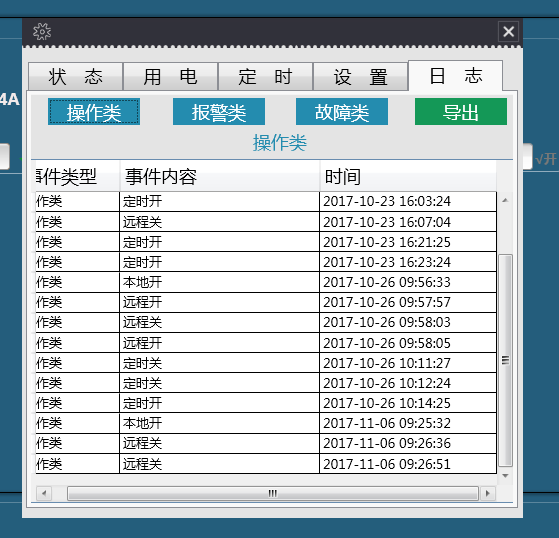 状 态 用 电 定 时 设 置 日 志
4A
操作类 报警类 故障类 导出
操作类
√开
事件类型 事件内容 时间
作类 定时开 2017-10-23 16:03:24
作类 远程关 2017-10-23 16:07:04
作类 定时开 2017-10-23 16:21:25
作类 定时开 2017-10-23 16:23:24
作类 本地开 2017-10-26 09:56:33
作类 远程开 2017-10-26 09:57:57
作类 远程关 2017-10-26 09:58:03
作类 远程开 2017-10-26 09:58:05
作类 定时关 2017-10-26 10:11:27
作类 定时关 2017-10-26 10:12:24
作类 定时开 2017-10-26 10:14:25
作类 本地开 2017-11-06 09:25:32
作类 远程关 2017-11-06 09:26:36
作类 远程关 2017-11-06 09:26:51